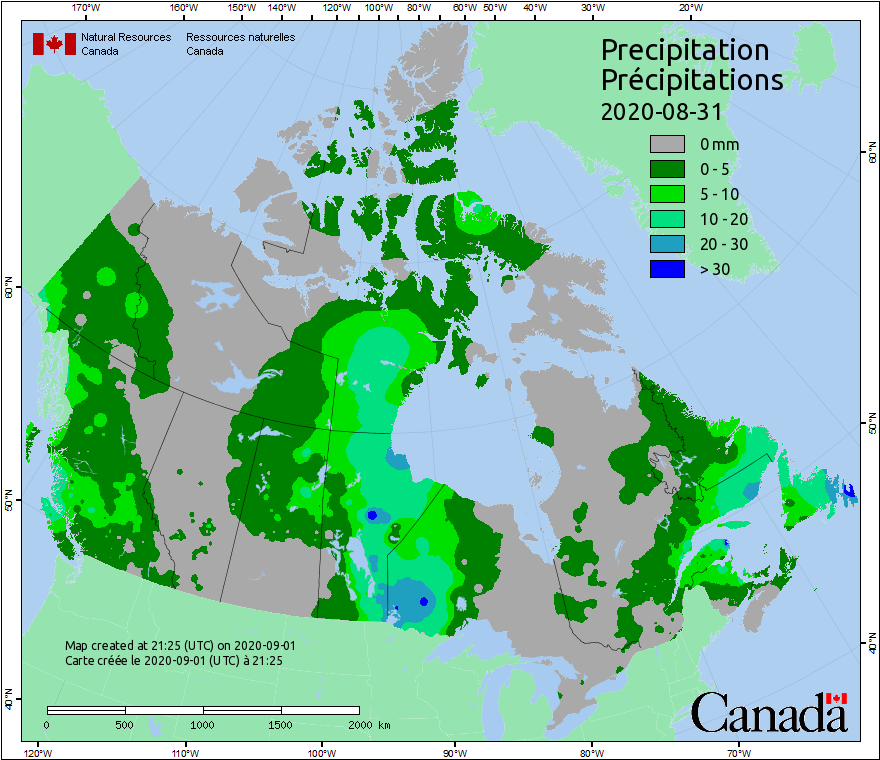 170°W 160°W 150°W 140°W 120°W 100°W 80°W 60°W 50°W 40°W 30°W 20°W
Natural Resources Ressources naturelles
Canada Canada
Precipitation
Précipitations
2020-08-31
0 mm
0 - 5
5 - 10
10 - 20
20 - 30
> 30
60°N 60°N
50°N 50°N
40°N 40°N
Map created at 21:25 (UTC) on 2020-09-01
Carte créée le 2020-09-01 (UTC) à 21:25
0 500 1000 1500 2000 km
Canada
120°W 110°W 100°W 90°W 80°W 70°W